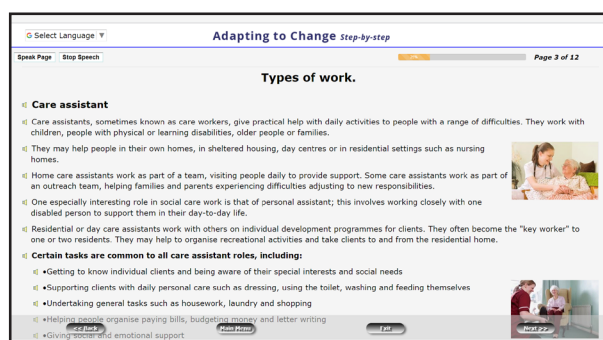 G Select Language ▼
Adapting to Change Step-by-step
Speak Page Stop Speech
Page 3 of 12
Types of work.
Care assistant
Care assistants, sometimes known as care workers, give practical help with daily activities to people with a range of difficulties. They work with
children, people with physical or learning disabilities, older people or families.
They may help people in their own homes, in sheltered housing, day centres or in residential settings such as nursing
homes.
Home care assistants work as part of a team, visiting people daily to provide support. Some care assistants work as part of
an outreach team, helping families and parents experiencing difficulties adjusting to new responsibilities.
One especially interesting role in social care work is that of personal assistant; this involves working closely with one
disabled person to support them in their day-to-day life.
Residential or day care assistants work with others on individual development programmes for clients. They often become the "key worker" to
one or two residents. They may help to organise recreational activities and take clients to and from the residential home.
Certain tasks are common to all care assistant roles, including:
•Getting to know individual clients and being aware of their special interests and social needs
•Supporting clients with daily personal care such as dressing, using the toilet, washing and feeding themselves
•Undertaking general tasks such as housework, laundry and shopping
•Helping people organise paying bills, budgeting money and letter writing
<< Back Main Menu Exit Next >>
•Giving social and emotional support